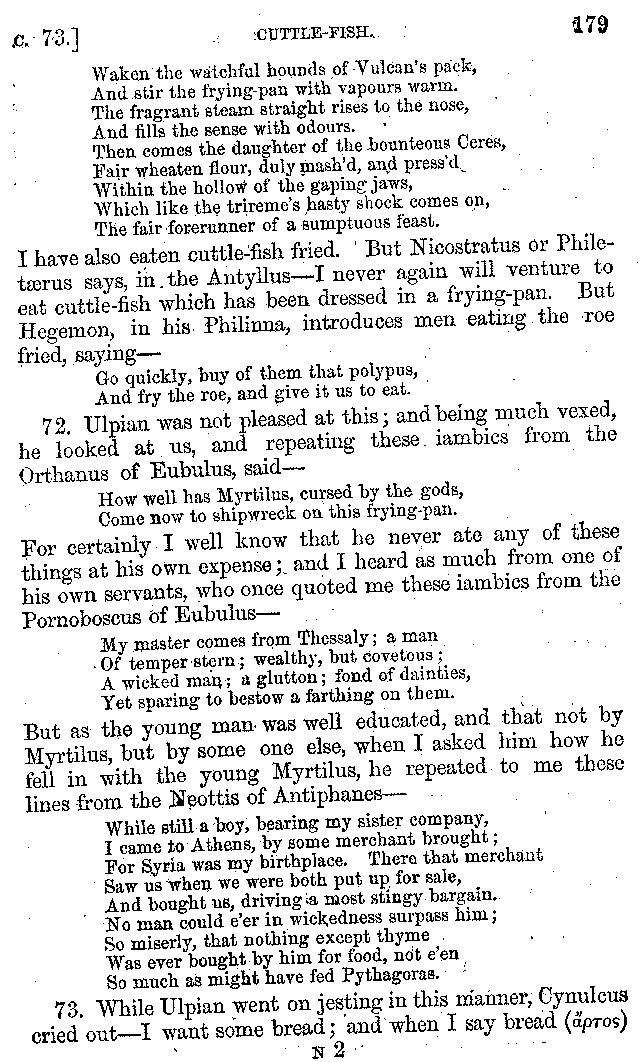 C. 73.] CUTTLE-FISH. 179
Waken the watchful hounds of Vulcan's pack,
And stir the frying-pan with vapours warm.
The fragrant steam straight rises to the nose,
And fills the sense with odours.
Then comes the daughter of the bounteous Ceres,
Fair wheaten flour, duly mash'd, and press'd
Within the hollow of the gaping jaws,
Which like the trireme's hasty shock comes on,
The fair forerunner of a sumptuous feast.
I have also eaten cuttle-fish fried. But Nicostratus or Phile-
tærus says, in the Antyllus—I never again will venture to
eat cuttle-fish which has been dressed in a frying-pan. But
Hegemon, in his Philinna, introduces men eating the roe
fried, saying—
Go quickly, buy of them that polypus,
And fry the roe, and give it us to eat.
72. Ulpian was not pleased at this; and being much vexed,
he looked at us, and repeating these iambics from the
Orthanus of Eubulus, said—
How well has Myrtilus, cursed by the gods,
Come now to shipwreck on this frying-pan.
For certainly I well know that he never ate any of these
things at his own expense; and I heard as much from one of
his own servants, who once quoted me these iambics from the
Pornoboscus of Eubulus—
My master comes from Thessaly; a man
Of temper stern; wealthy, but covetous;
A wicked man; a glutton; fond of dainties,
Yet sparing to bestow a farthing on them.
But as the young man was well educated, and that not by
Myrtilus, but by some one else, when I asked him how he
fell in with the young Myrtilus, he repeated to me these
lines from the Neottis of Antiphanes—
While still a boy, bearing my sister company,
I came to Athens, by some merchant brought;
For Syria was my birthplace. There that merchant
Saw us when we were both put up for sale,
And bought us, driving a most stingy bargain.
No man could e'er in wickedness surpass him;
So miserly, that nothing except thyme
Was ever bought by him for food, not e'en
So much as might have fed Pythagoras.
73. While Ulpian went on jesting in this manner, Cynulcus
cried out—I want some bread; and when I say bread (ἄρτος)
N 2